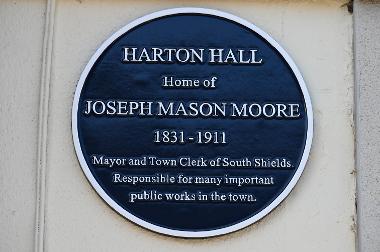 HARTON HALL
Home of
JOSEPH MASON MOORE
1831-1911
Mayor and Town Clerk of South Shields.
Responsible for many important
public works in the town.